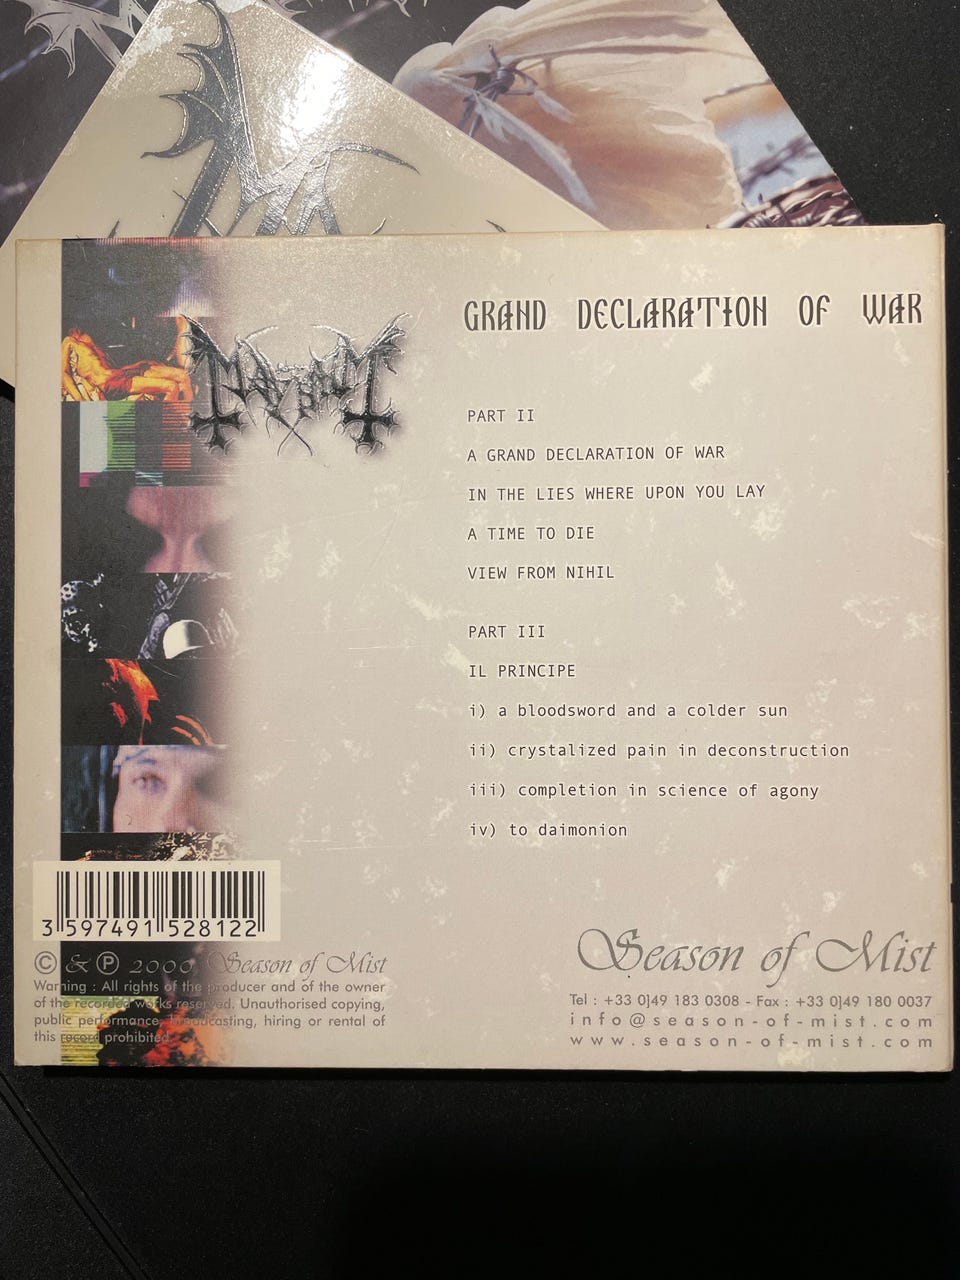 MAYHEM
GRAND DECLARATION OF WAR
PART II
A GRAND DECLARATION OF WAR
IN THE LIES WHERE UPON YOU LAY
A TIME TO DIE
VIEW FROM NIHIL
PART III
IL PRINCIPE
i) a bloodsword and a colder sun
ii) crystalized pain in deconstruction
iii) completion in science of agony
iv) to daimonion
3 597491 528122
© & ℗ 2000 Season of Mist
Warning : All rights of the producer and of the owner
of the recorded works reserved. Unauthorised copying,
public performance, broadcasting, hiring or rental of
this record prohibited.
Season of Mist
Tel : +33 0)49 183 0308 - Fax : +33 0)49 180 0037
info@season-of-mist.com
www.season-of-mist.com